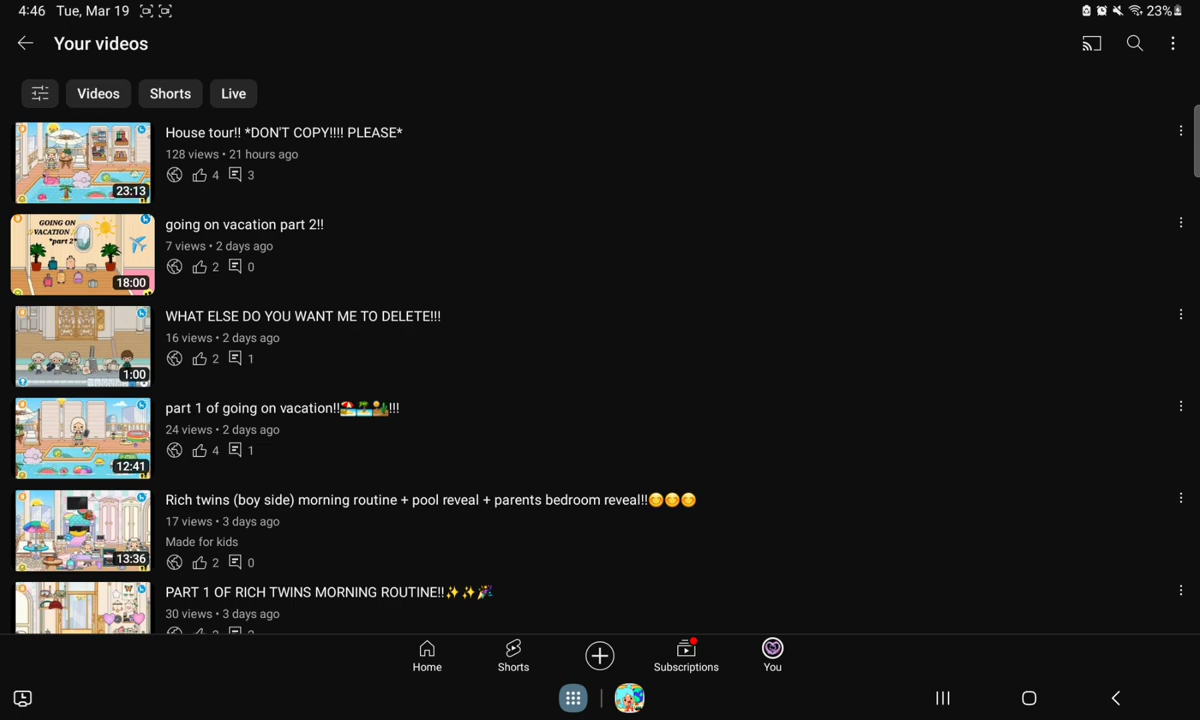 4:46 Tue, Mar 19
23%
Your videos
Videos
Shorts
Live
House tour!! *DON'T COPY!!!! PLEASE*
128 views • 21 hours ago
4 3
23:13
going on vacation part 2!!
7 views • 2 days ago
2 0
GOING ON
VACATION
*part 2*
18:00
WHAT ELSE DO YOU WANT ME TO DELETE!!!
16 views • 2 days ago
2 1
1:00
part 1 of going on vacation!!🏖️🏝️🏞️!!!
24 views • 2 days ago
4 1
12:41
Rich twins (boy side) morning routine + pool reveal + parents bedroom reveal!!😊😊😊
17 views • 3 days ago
Made for kids
2 0
13:36
PART 1 OF RICH TWINS MORNING ROUTINE!!✨✨🎉
30 views • 3 days ago
Home
Shorts
Subscriptions
You